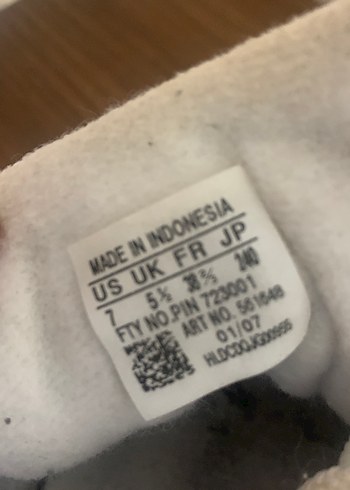 MADE IN INDONESIA
US UK FR JP
7 5½ 38⅔ 240
FTY NO.PIN 723001
ART NO. 561648
01/07